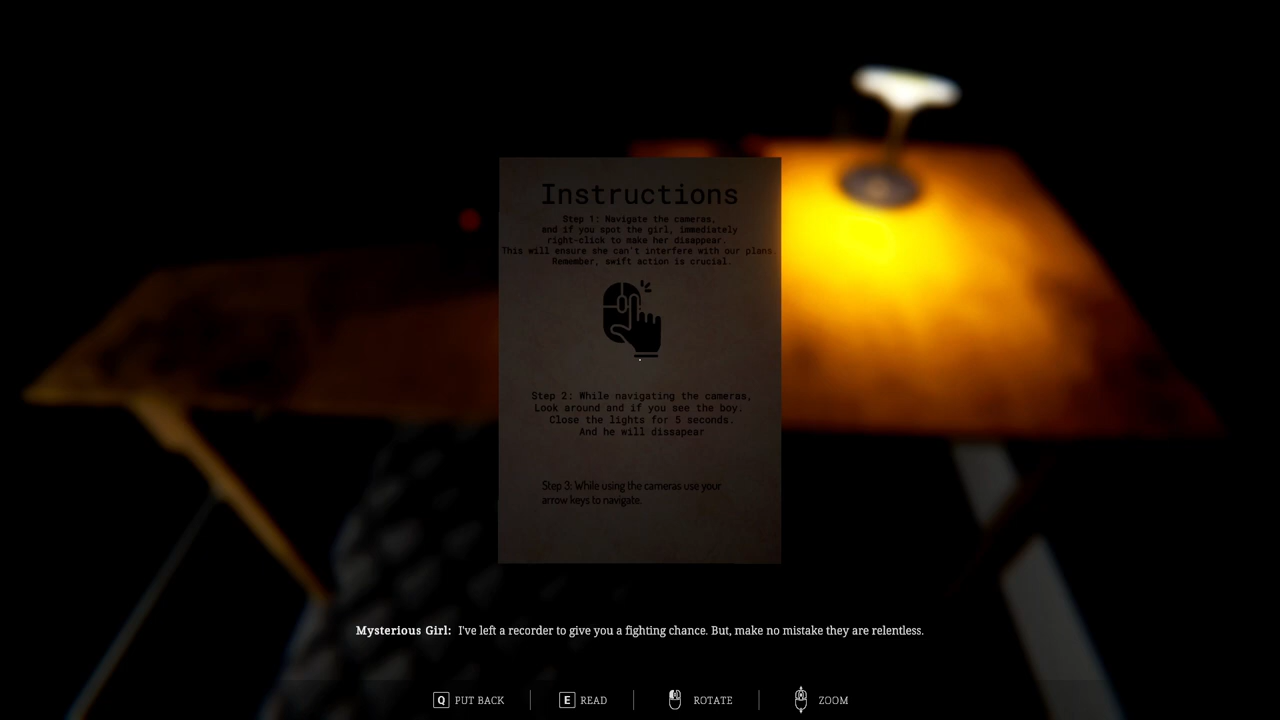 Instructions
Step 1: Navigate the cameras,
and if you spot the girl, immediately
right-click to make her disappear.
This will ensure she can't interfere with our plans.
Remember, swift action is crucial.
Step 2: While navigating the cameras,
Look around and if you see the boy.
Close the lights for 5 seconds.
And he will dissapear
Step 3: While using the cameras use your
arrow keys to navigate.
Mysterious Girl: I've left a recorder to give you a fighting chance. But, make no mistake they are relentless.
Q PUT BACK E READ ROTATE ZOOM